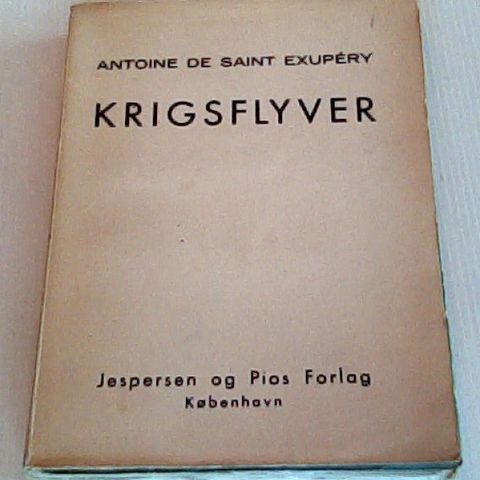 ANTOINE DE SAINT EXUPÉRY
KRIGSFLYVER
Jespersen og Pios Forlag
København